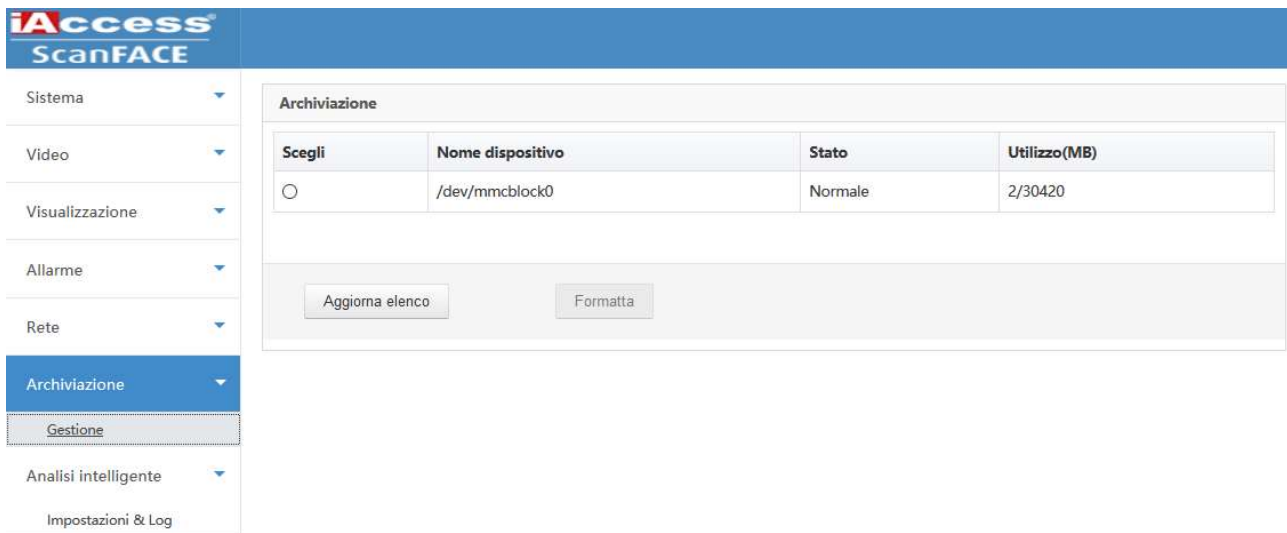 iAccess®
ScanFACE
Sistema
Video
Visualizzazione
Allarme
Rete
Archiviazione
Gestione
Analisi intelligente
Impostazioni & Log
Archiviazione
Scegli Nome dispositivo Stato Utilizzo(MB)
/dev/mmcblock0 Normale 2/30420
Aggiorna elenco Formatta